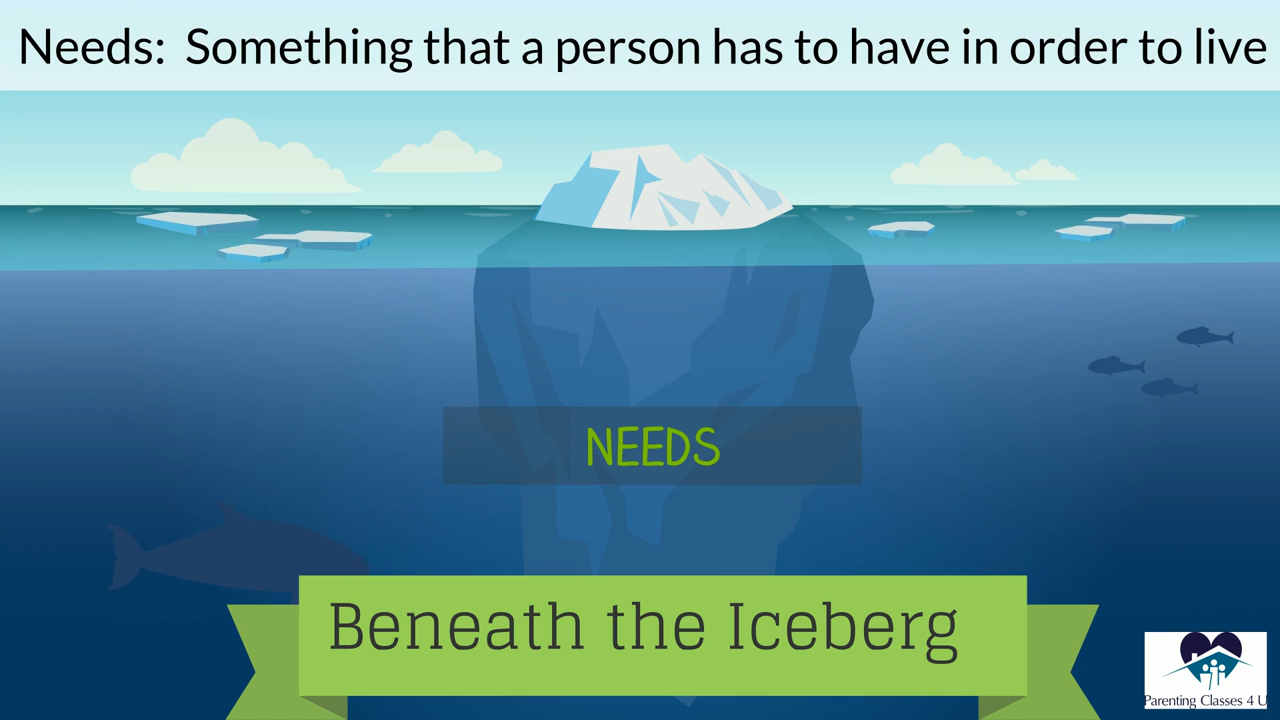 Needs:  Something that a person has to have in order to live
NEEDS
Beneath the Iceberg
Parenting Classes 4 U